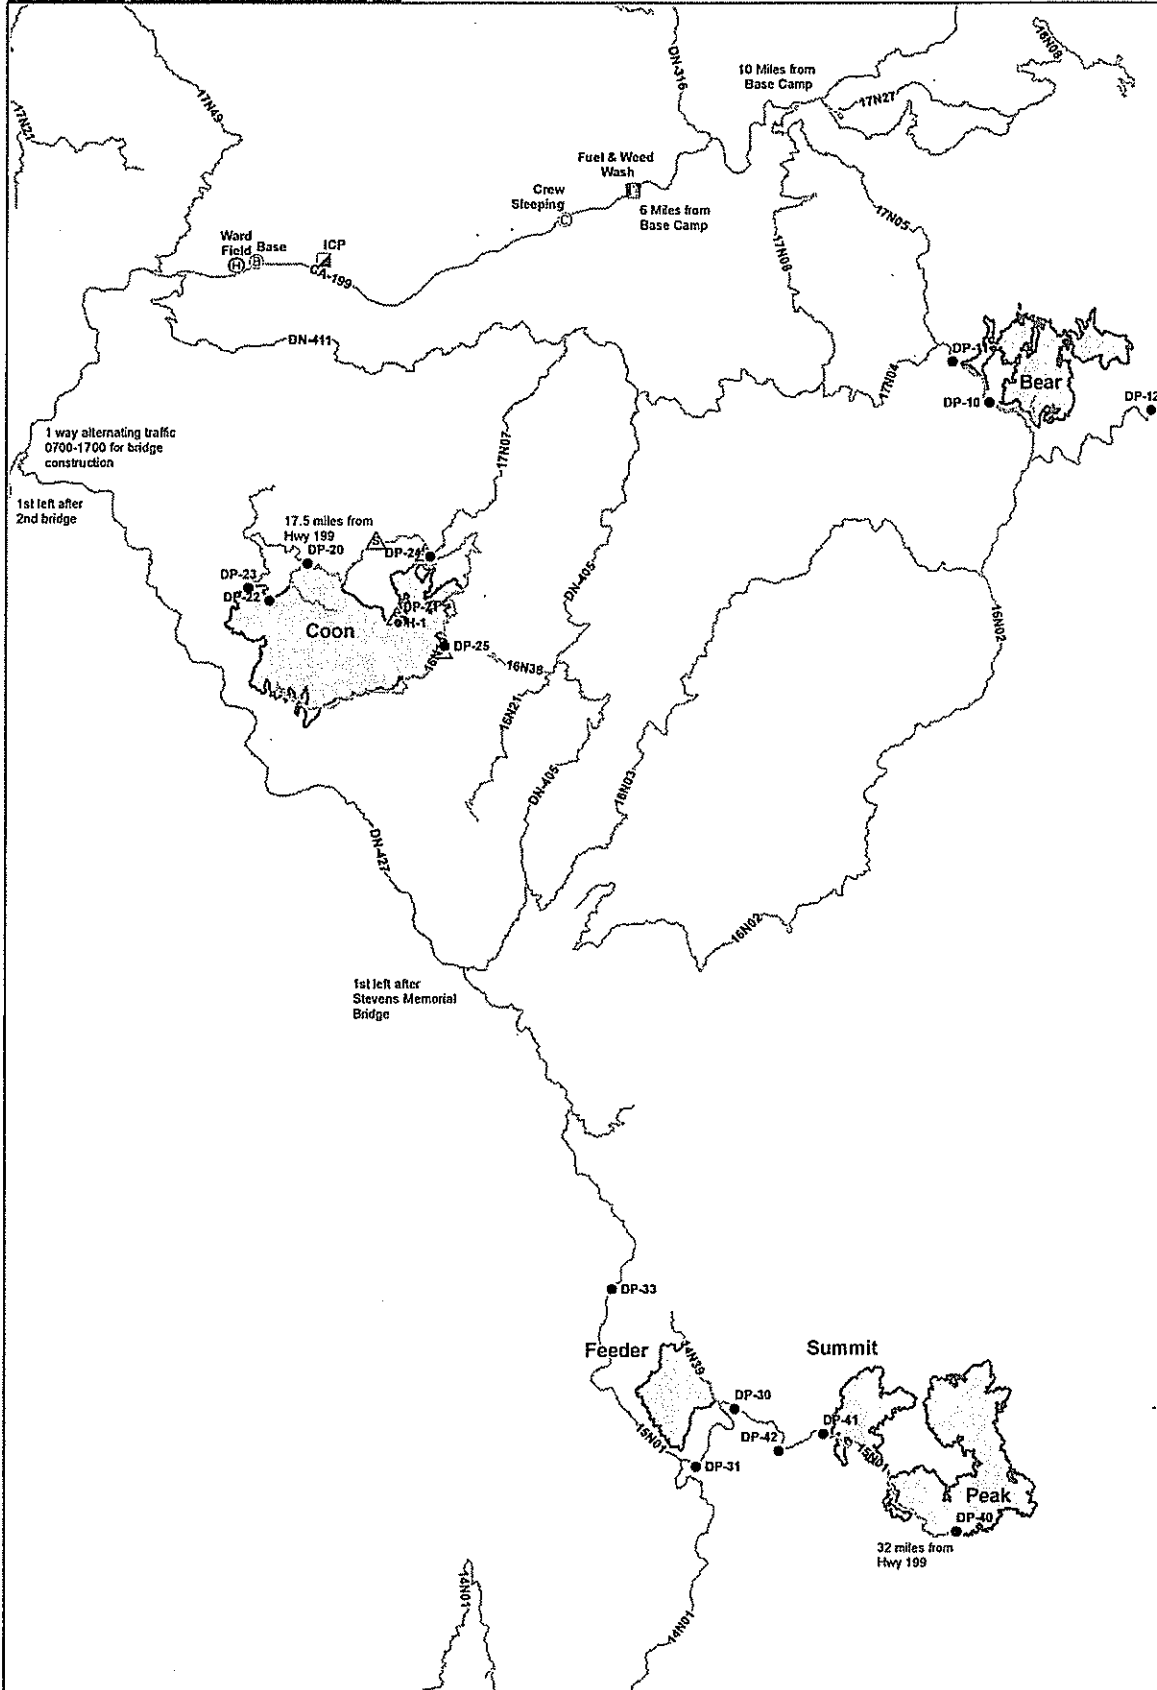 16N08
DN-316
10 Miles from
Base Camp
17N49
17N27
17N21
Fuel & Weed
Wash
Crew
Sleeping
C
6 Miles from
Base Camp
17N05
17N08
Ward
Field
H
Base
B
ICP
CA-199
DN-411
DP-11
Bear
17N04
DP-10
DP-12
1 way alternating traffic
0700-1700 for bridge
construction
17N07
1st left after
2nd bridge
17.5 miles from
Hwy 199
S
DP-20
DP-24
DP-23
DP-22
DN-405
DP-21
H-1
Coon
16N02
DP-25
16N38
16N21
DN-405
16N03
DN-427
16N02
1st left after
Stevens Memorial
Bridge
DP-33
Feeder
14N39
Summit
DP-30
DP-41
DP-42
15N01
15N01
DP-31
Peak
DP-40
32 miles from
Hwy 199
14N01
14N01